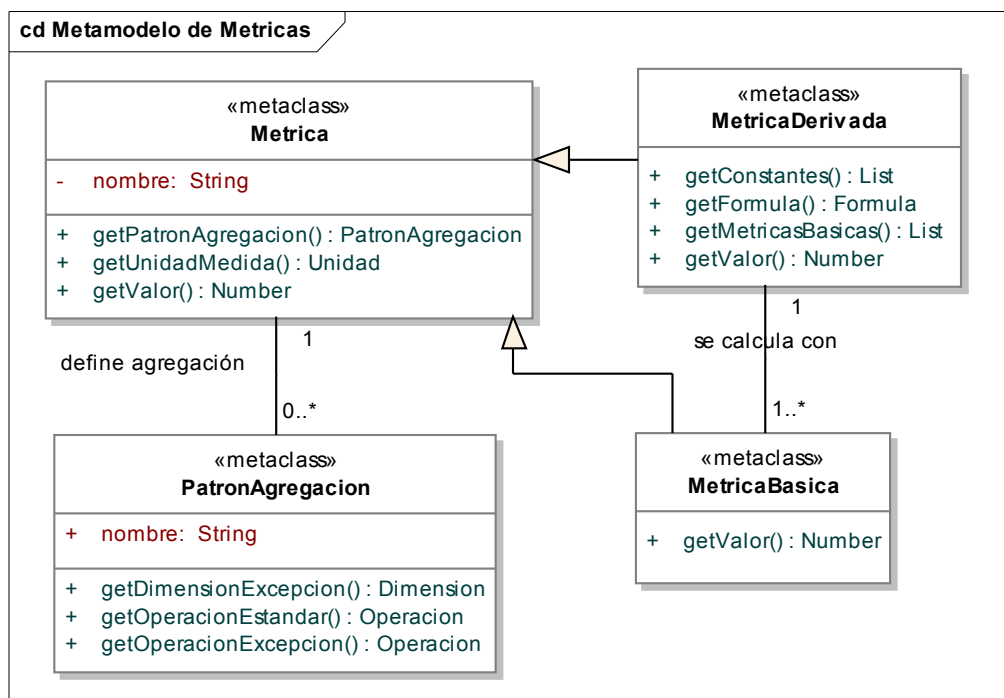 cd Metamodelo de Metricas
«metaclass»
Metrica
- nombre: String
+ getPatronAgregacion() : PatronAgregacion
+ getUnidadMedida() : Unidad
+ getValor() : Number
«metaclass»
MetricaDerivada
+ getConstantes() : List
+ getFormula() : Formula
+ getMetricasBasicas() : List
+ getValor() : Number
1
define agregación
0..*
1
se calcula con
1..*
«metaclass»
PatronAgregacion
+ nombre: String
+ getDimensionExcepcion() : Dimension
+ getOperacionEstandar() : Operacion
+ getOperacionExcepcion() : Operacion
«metaclass»
MetricaBasica
+ getValor() : Number